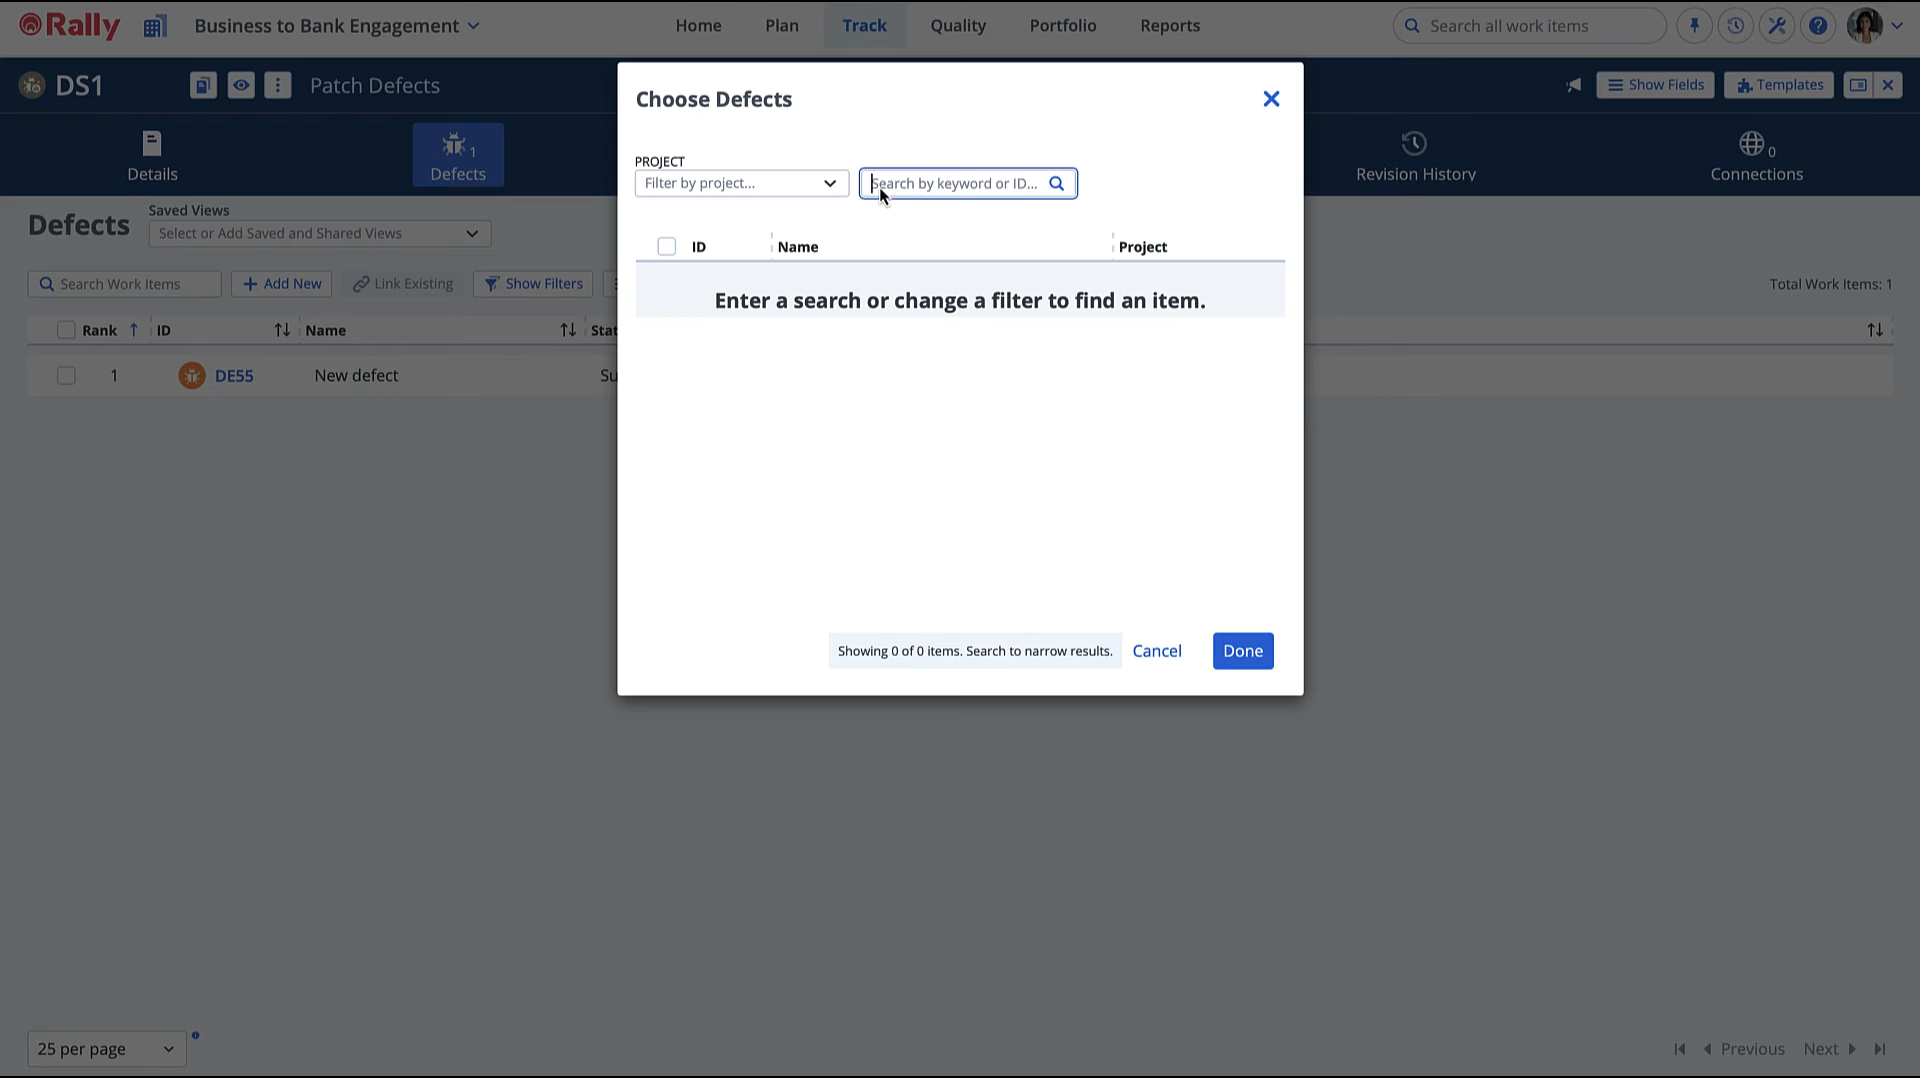 Rally
Business to Bank Engagement
Home
Plan
Track
Quality
Portfolio
Reports
Search all work items
DS1
Patch Defects
Show Fields
Templates
Details
Defects
1
Revision History
Connections
0
Defects
Saved Views
Select or Add Saved and Shared Views
Search Work Items
Add New
Link Existing
Show Filters
Total Work Items: 1
Rank
ID
Name
1
DE55
New defect
Choose Defects
PROJECT
Filter by project...
Search by keyword or ID...
ID
Name
Project
Enter a search or change a filter to find an item.
Showing 0 of 0 items. Search to narrow results.
Cancel
Done
25 per page
Previous
Next